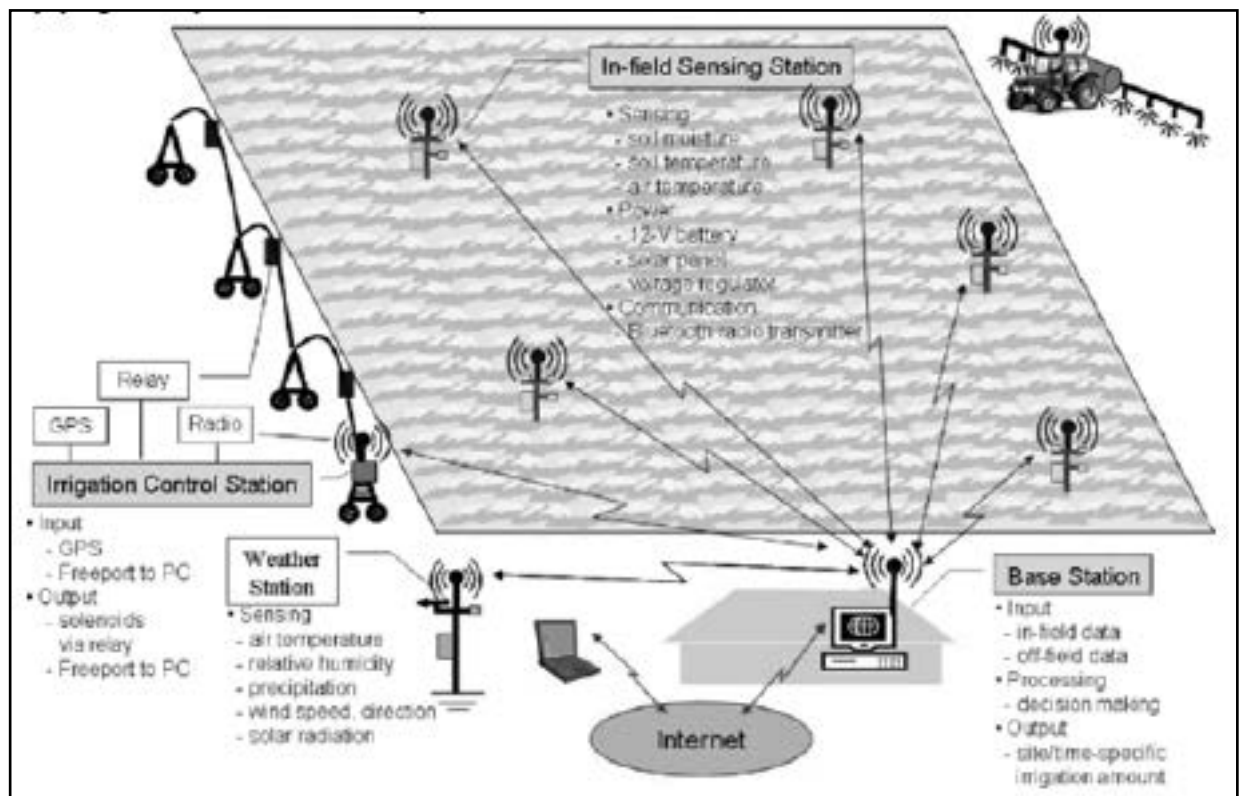 In-field Sensing Station
• Sensing
- soil moisture
- soil temperature
- air temperature
• Power
- 12-V battery
- solar panel
- voltage regulator
• Communication
- Bluetooth radio transmitter
Relay
GPS
Radio
Irrigation Control Station
• Input
- GPS
- Freeport to PC
• Output
- solenoids
via relay
- Freeport to PC
Weather
Station
• Sensing
- air temperature
- relative humidity
- precipitation
- wind speed, direction
- solar radiation
Internet
Base Station
• Input
- in-field data
- off-field data
• Processing
- decision making
• Output
- site/time-specific
irrigation amount